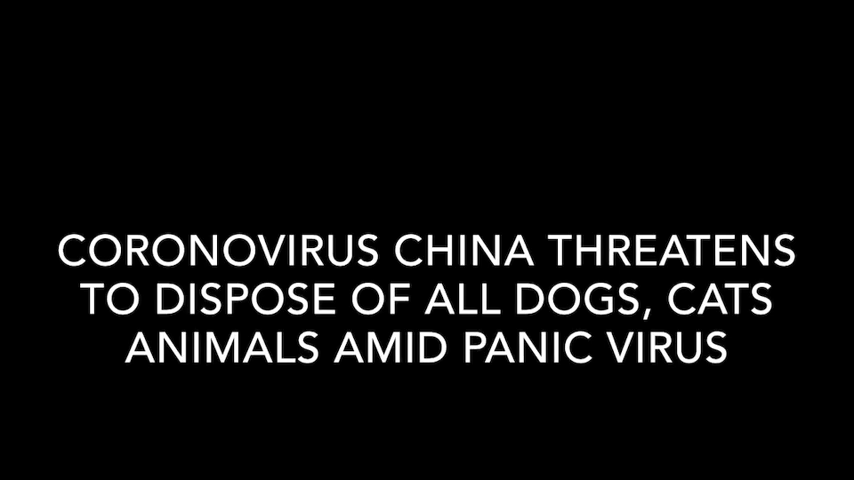 CORONOVIRUS CHINA THREATENS
TO DISPOSE OF ALL DOGS, CATS
ANIMALS AMID PANIC VIRUS